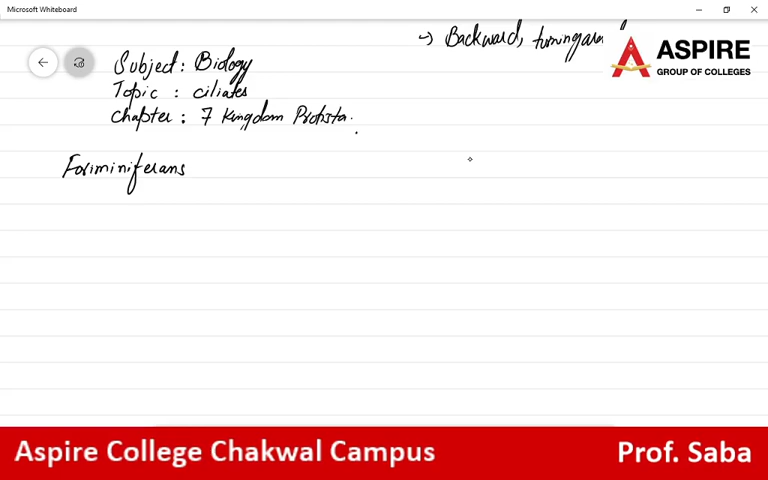 Microsoft Whiteboard
→ Backward, turning
ASPIRE
GROUP OF COLLEGES
Subject: Biology
Topic : ciliates
Chapter : 7 Kingdom Protista.
Foriminiferans
Aspire College Chakwal Campus
Prof. Saba